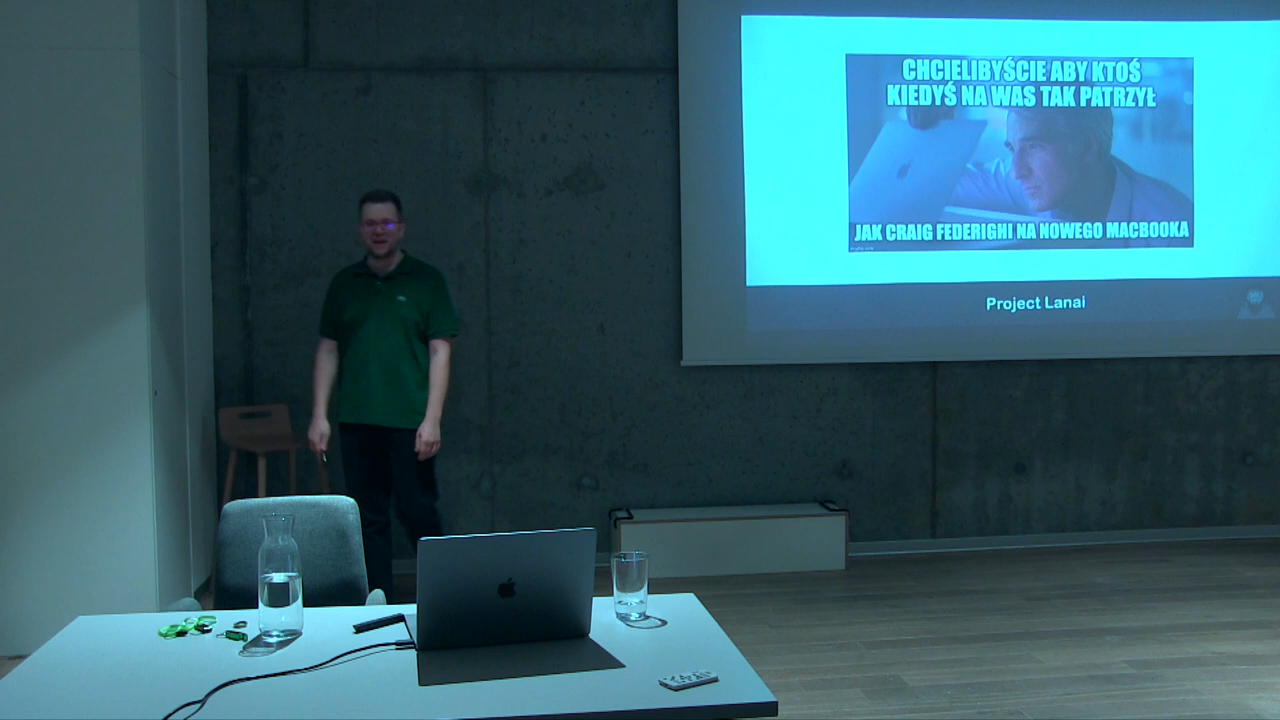 CHCIELIBYŚCIE ABY KTOŚ
KIEDYŚ NA WAS TAK PATRZYŁ
JAK CRAIG FEDERIGHI NA NOWEGO MACBOOKA
Project Lanai